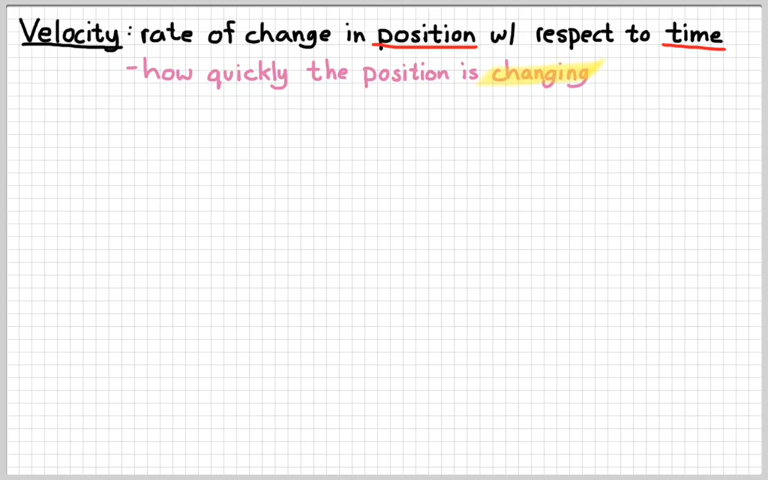 Velocity: rate of change in position w/ respect to time
-how quickly the position is changing